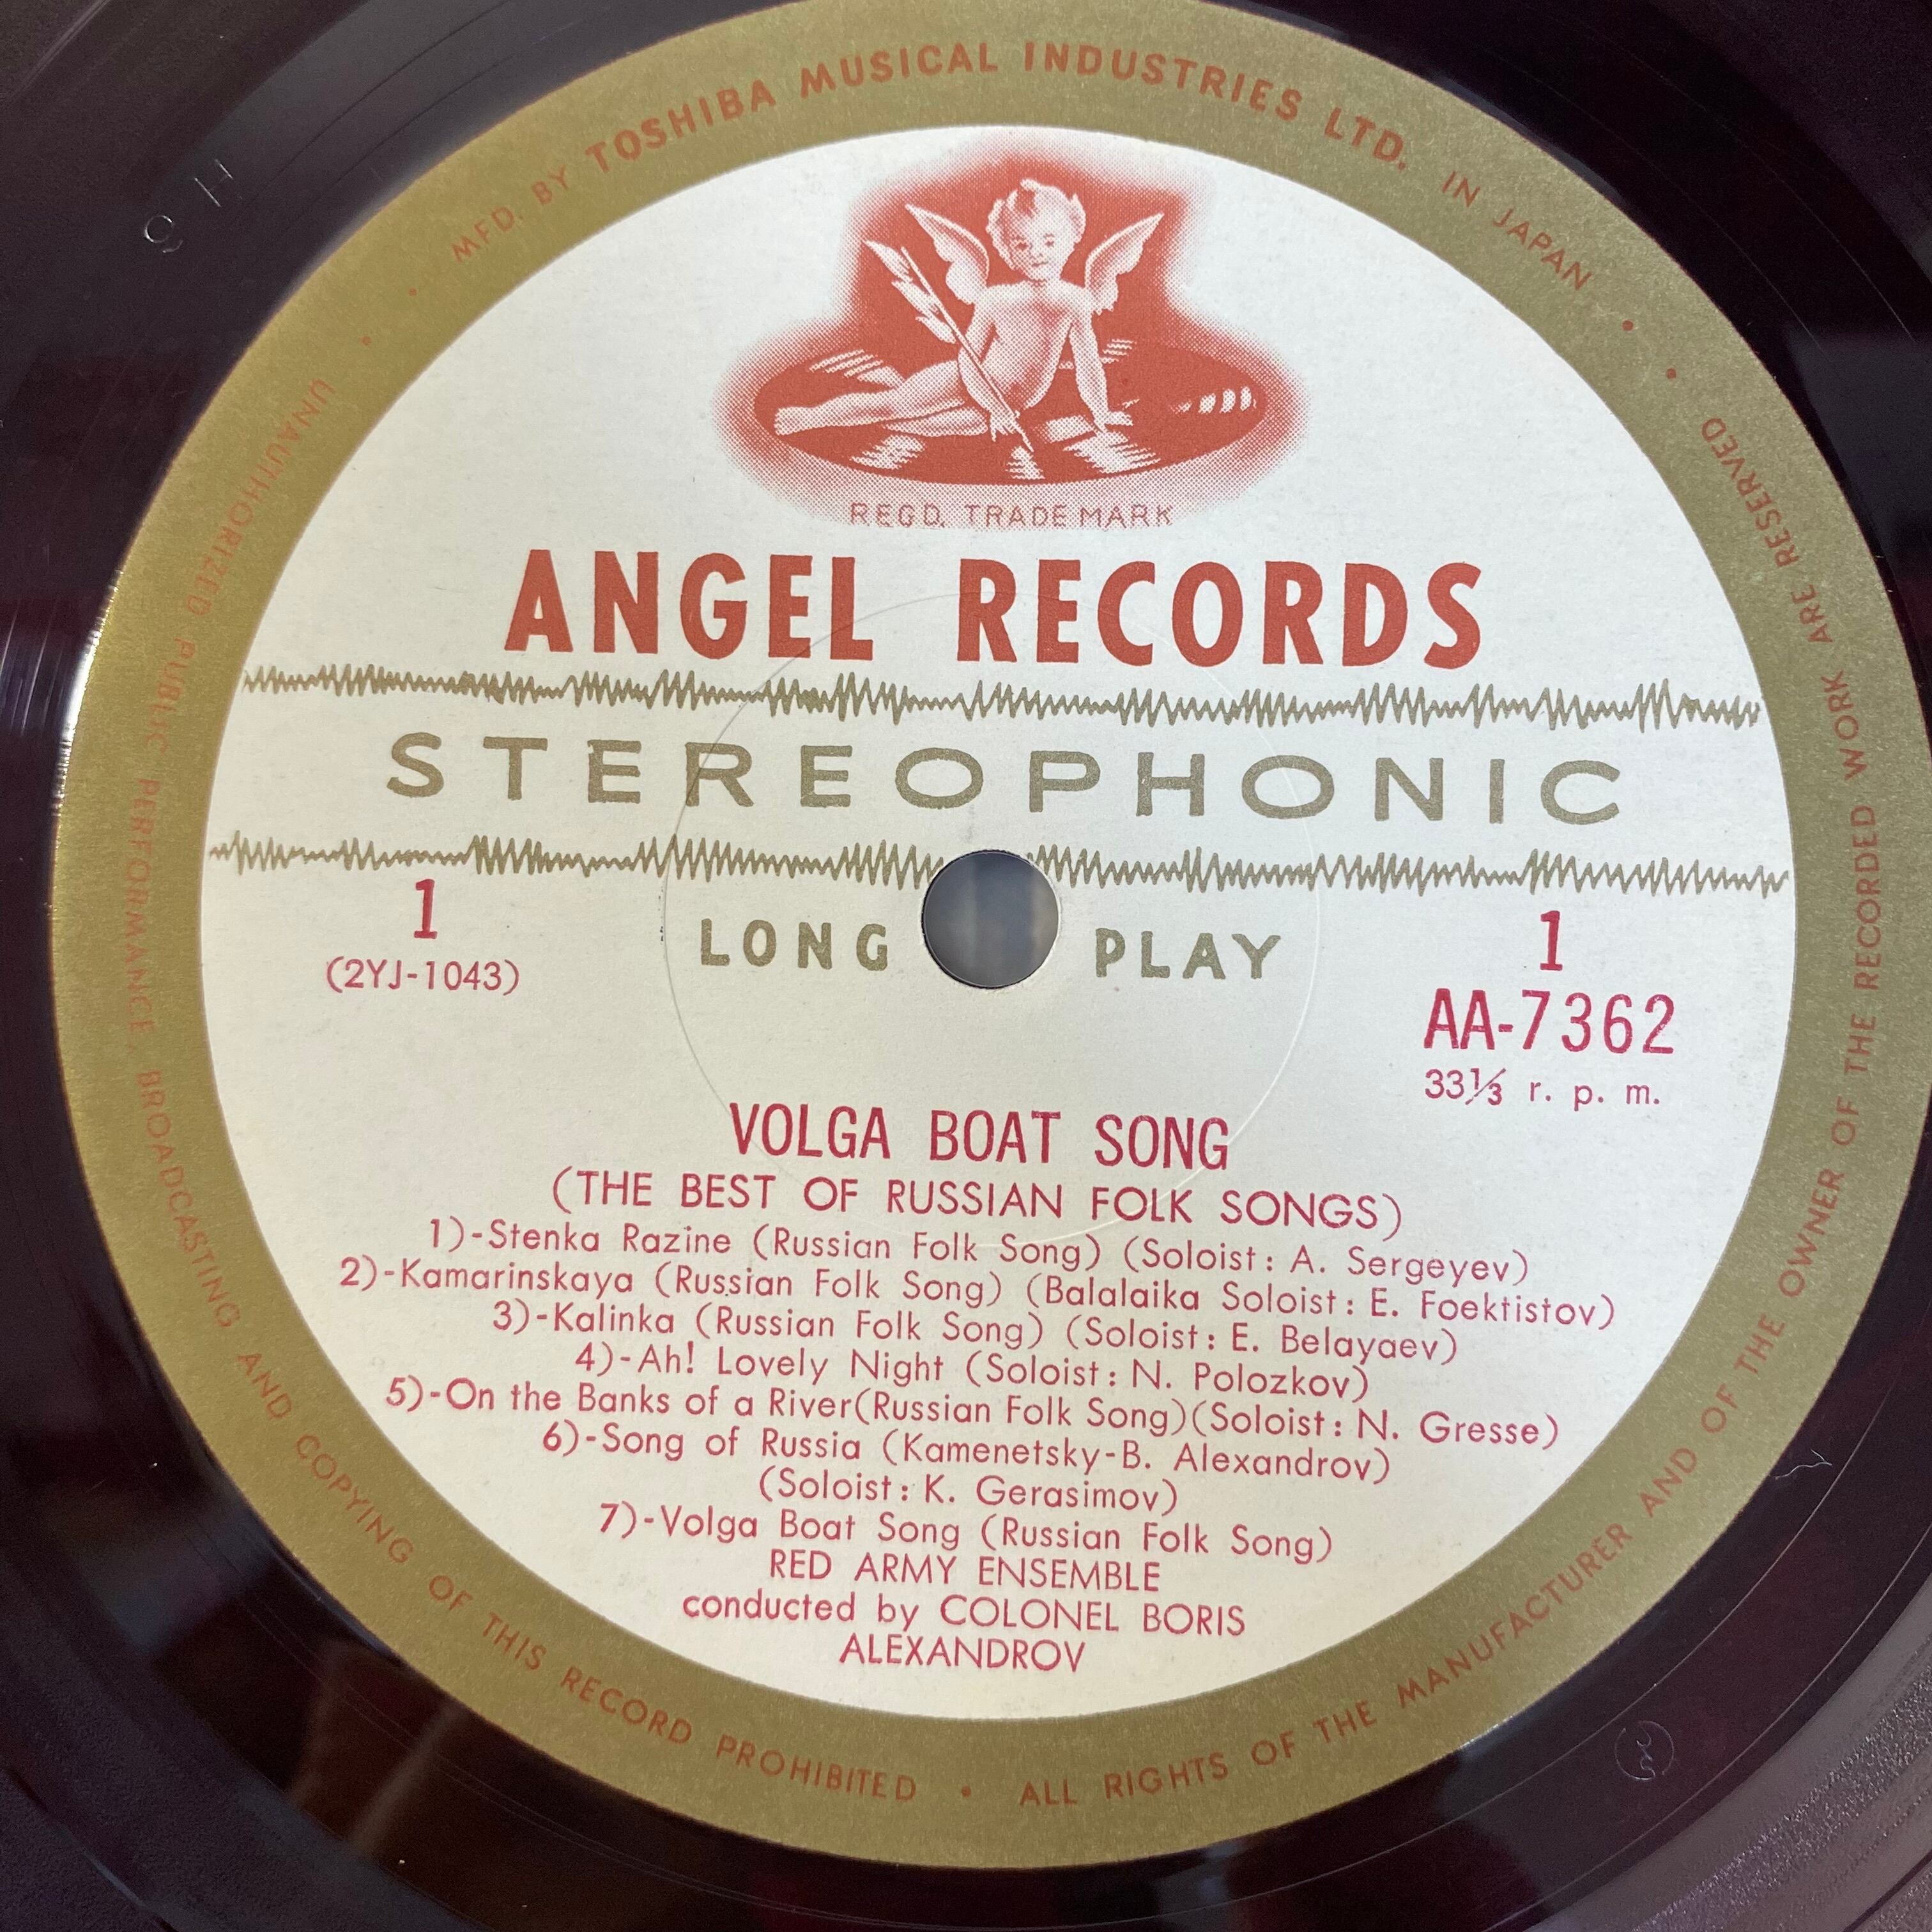 MFD. BY TOSHIBA MUSICAL INDUSTRIES LTD. IN JAPAN
REGD. TRADE MARK
ANGEL RECORDS
STEREOPHONIC
LONG PLAY
1
(2YJ-1043)
1
AA-7362
33⅓ r. p. m.
VOLGA BOAT SONG
(THE BEST OF RUSSIAN FOLK SONGS)
1)-Stenka Razine (Russian Folk Song) (Soloist: A. Sergeyev)
2)-Kamarinskaya (Russian Folk Song) (Balalaika Soloist: E. Foektistov)
3)-Kalinka (Russian Folk Song) (Soloist: E. Belayaev)
4)-Ah! Lovely Night (Soloist: N. Polozkov)
5)-On the Banks of a River(Russian Folk Song)(Soloist: N. Gresse)
6)-Song of Russia (Kamenetsky-B. Alexandrov)
(Soloist: K. Gerasimov)
7)-Volga Boat Song (Russian Folk Song)
RED ARMY ENSEMBLE
conducted by COLONEL BORIS
ALEXANDROV
UNAUTHORIZED PUBLIC PERFORMANCE, BROADCASTING AND COPYING OF THIS RECORD PROHIBITED • ALL RIGHTS OF THE MANUFACTURER AND OF THE OWNER OF THE RECORDED WORK ARE RESERVED